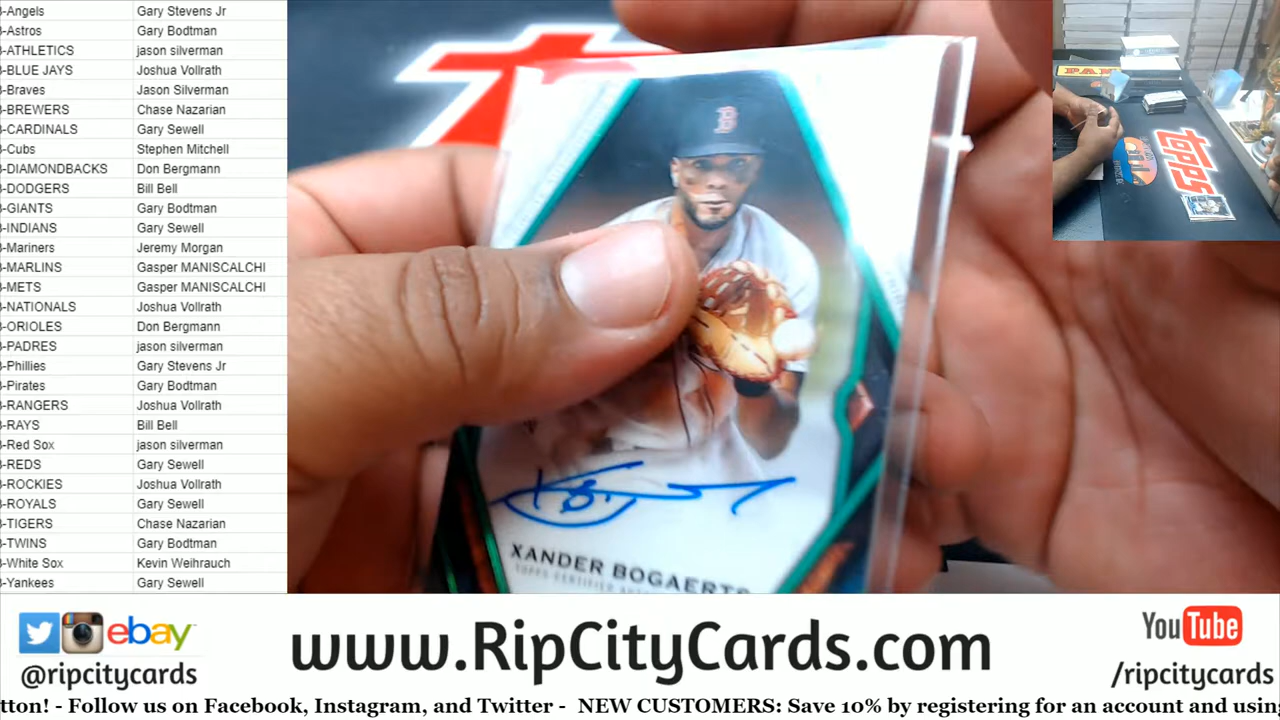 B-Angels Gary Stevens Jr
B-Astros Gary Bodtman
B-ATHLETICS jason silverman
B-BLUE JAYS Joshua Vollrath
B-Braves Jason Silverman
B-BREWERS Chase Nazarian
B-CARDINALS Gary Sewell
B-Cubs Stephen Mitchell
B-DIAMONDBACKS Don Bergmann
B-DODGERS Bill Bell
B-GIANTS Gary Bodtman
B-INDIANS Gary Sewell
B-Mariners Jeremy Morgan
B-MARLINS Gasper MANISCALCHI
B-METS Gasper MANISCALCHI
B-NATIONALS Joshua Vollrath
B-ORIOLES Don Bergmann
B-PADRES jason silverman
B-Phillies Gary Stevens Jr
B-Pirates Gary Bodtman
B-RANGERS Joshua Vollrath
B-RAYS Bill Bell
B-Red Sox jason silverman
B-REDS Gary Sewell
B-ROCKIES Joshua Vollrath
B-ROYALS Gary Sewell
B-TIGERS Chase Nazarian
B-TWINS Gary Bodtman
B-White Sox Kevin Weihrauch
B-Yankees Gary Sewell
B
XANDER BOGAERTS
TOPPS CERTIFIED
topps
ebay
@ripcitycards
www.RipCityCards.com
YouTube
/ripcitycards
tton! - Follow us on Facebook, Instagram, and Twitter - NEW CUSTOMERS: Save 10% by registering for an account and usin